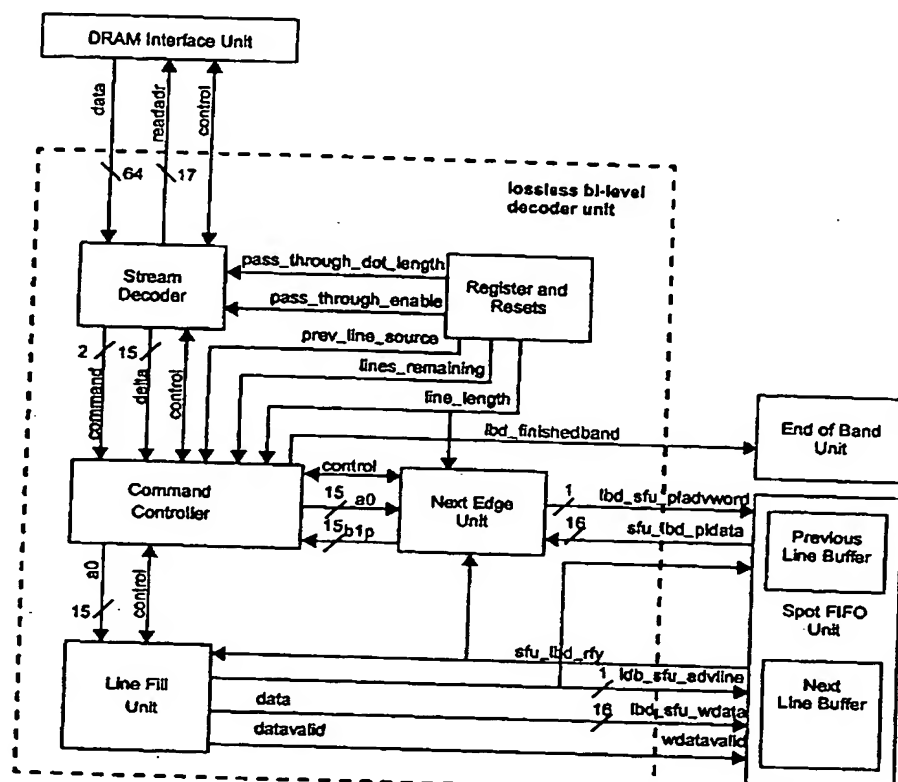 DRAM Interface Unit
data
readadr
control
64
17
lossless bi-level
decoder unit
Stream
Decoder
pass_through_dot_length
pass_through_enable
Register and
Resets
prev_line_source
lines_remaining
line_length
2
15
command
delta
control
lbd_finishedband
End of Band
Unit
Command
Controller
control
15
a0
15
b1p
Next Edge
Unit
1
lbd_sfu_pladvword
16
sfu_lbd_pldata
Previous
Line Buffer
Spot FIFO
Unit
a0
15
control
sfu_lbd_rfy
1
ldb_sfu_advline
Line Fill
Unit
data
16
lbd_sfu_wdata
datavalid
wdatavalid
Next
Line Buffer